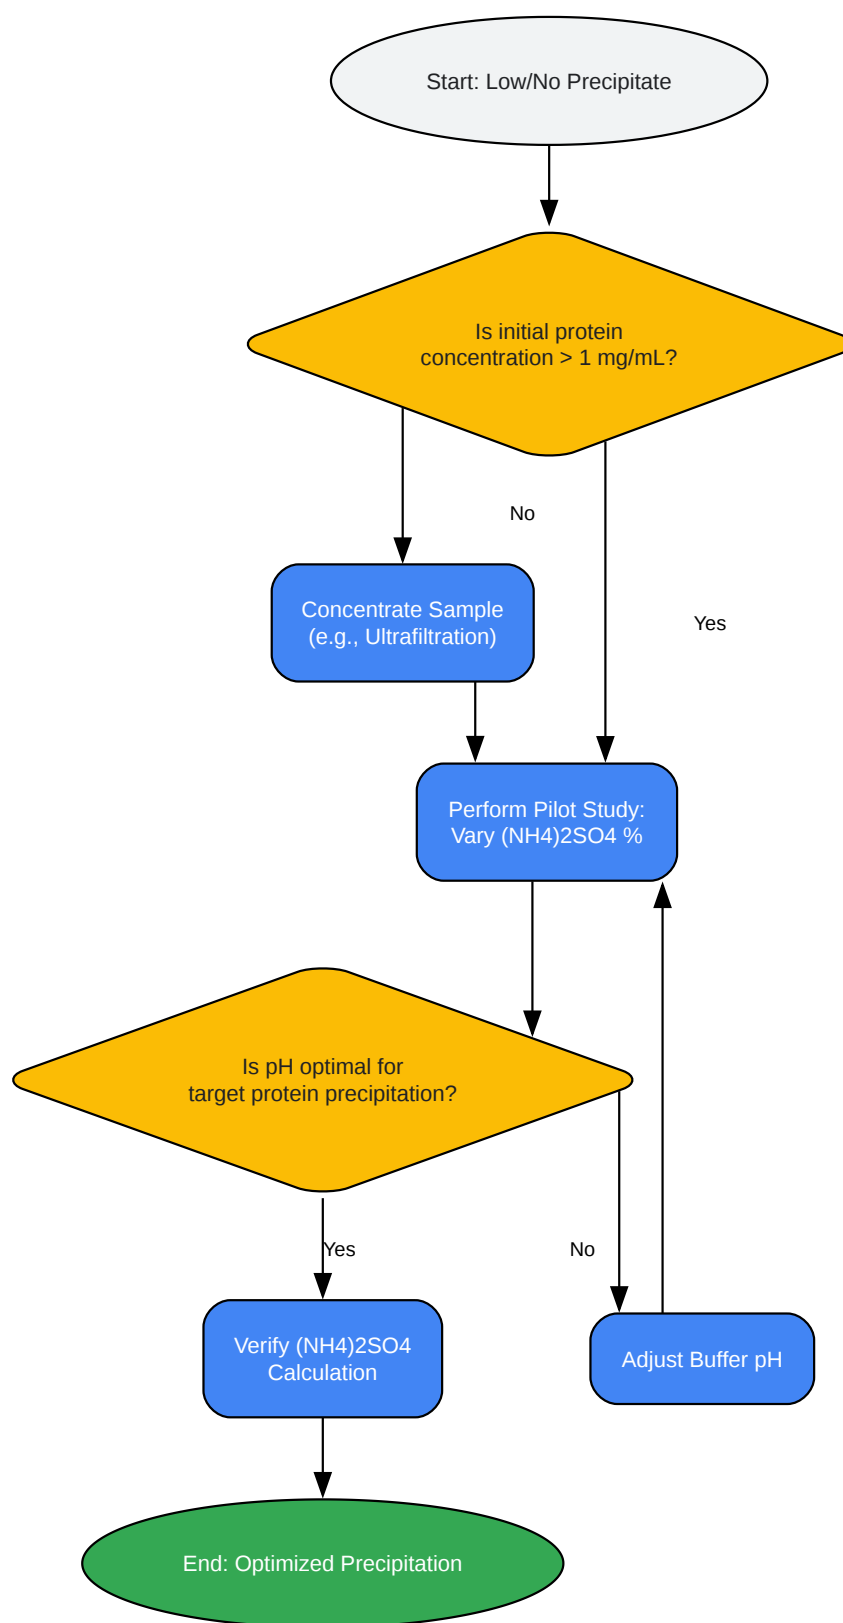 Start: Low/No Precipitate
Is initial protein
concentration > 1 mg/mL?
No
Concentrate Sample
(e.g., Ultrafiltration)
Yes
Perform Pilot Study:
Vary (NH4)2SO4 %
Is pH optimal for
target protein precipitation?
Yes
No
Verify (NH4)2SO4
Calculation
Adjust Buffer pH
End: Optimized Precipitation